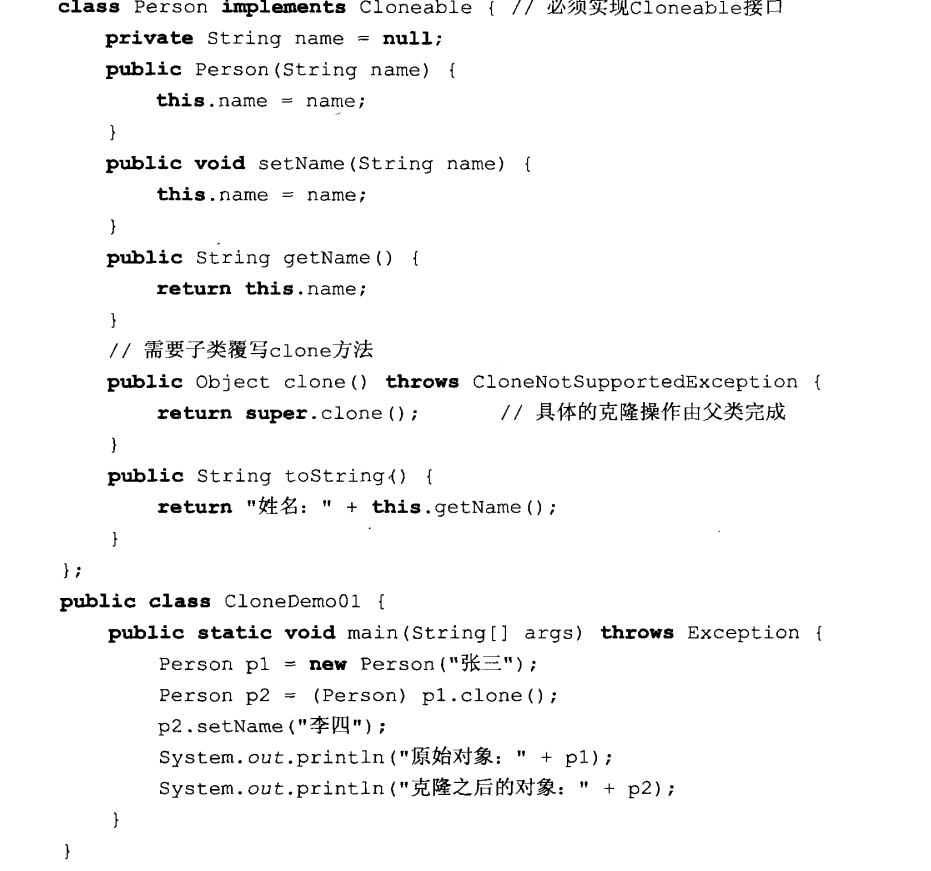 class Person implements Cloneable { // 必须实现Cloneable接口
private String name = null;
public Person(String name) {
this.name = name;
}
public void setName(String name) {
this.name = name;
}
public String getName() {
return this.name;
}
// 需要子类覆写clone方法
public Object clone() throws CloneNotSupportedException {
return super.clone(); // 具体的克隆操作由父类完成
}
public String toString() {
return "姓名：" + this.getName();
}
};
public class CloneDemo01 {
public static void main(String[] args) throws Exception {
Person p1 = new Person("张三");
Person p2 = (Person) p1.clone();
p2.setName("李四");
System.out.println("原始对象：" + p1);
System.out.println("克隆之后的对象：" + p2);
}
}